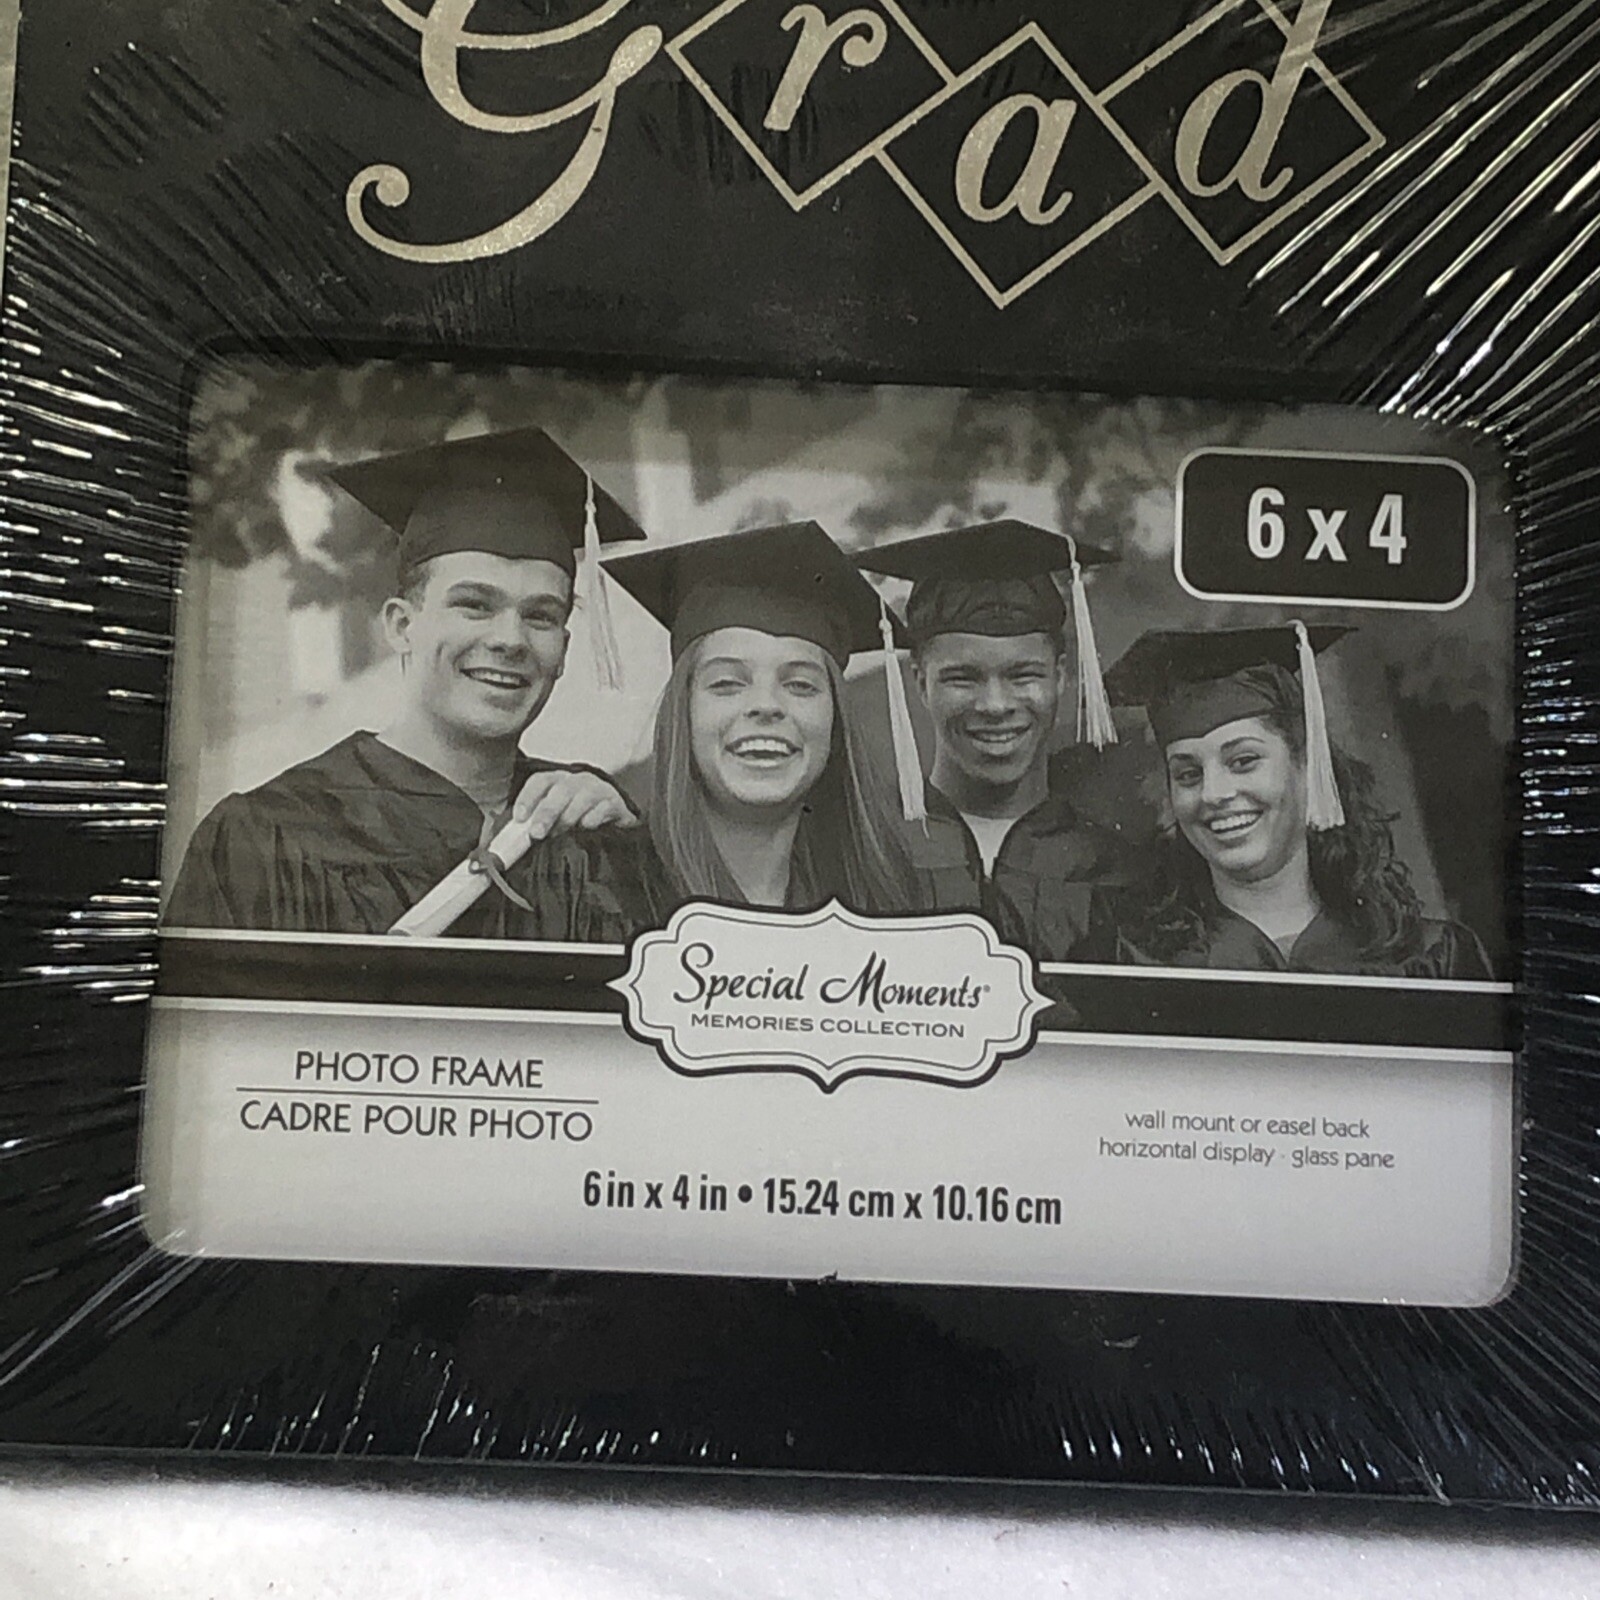 Grad
6 x 4
Special Moments®
MEMORIES COLLECTION
PHOTO FRAME
CADRE POUR PHOTO
wall mount or easel back
horizontal display · glass pane
6 in x 4 in • 15.24 cm x 10.16 cm